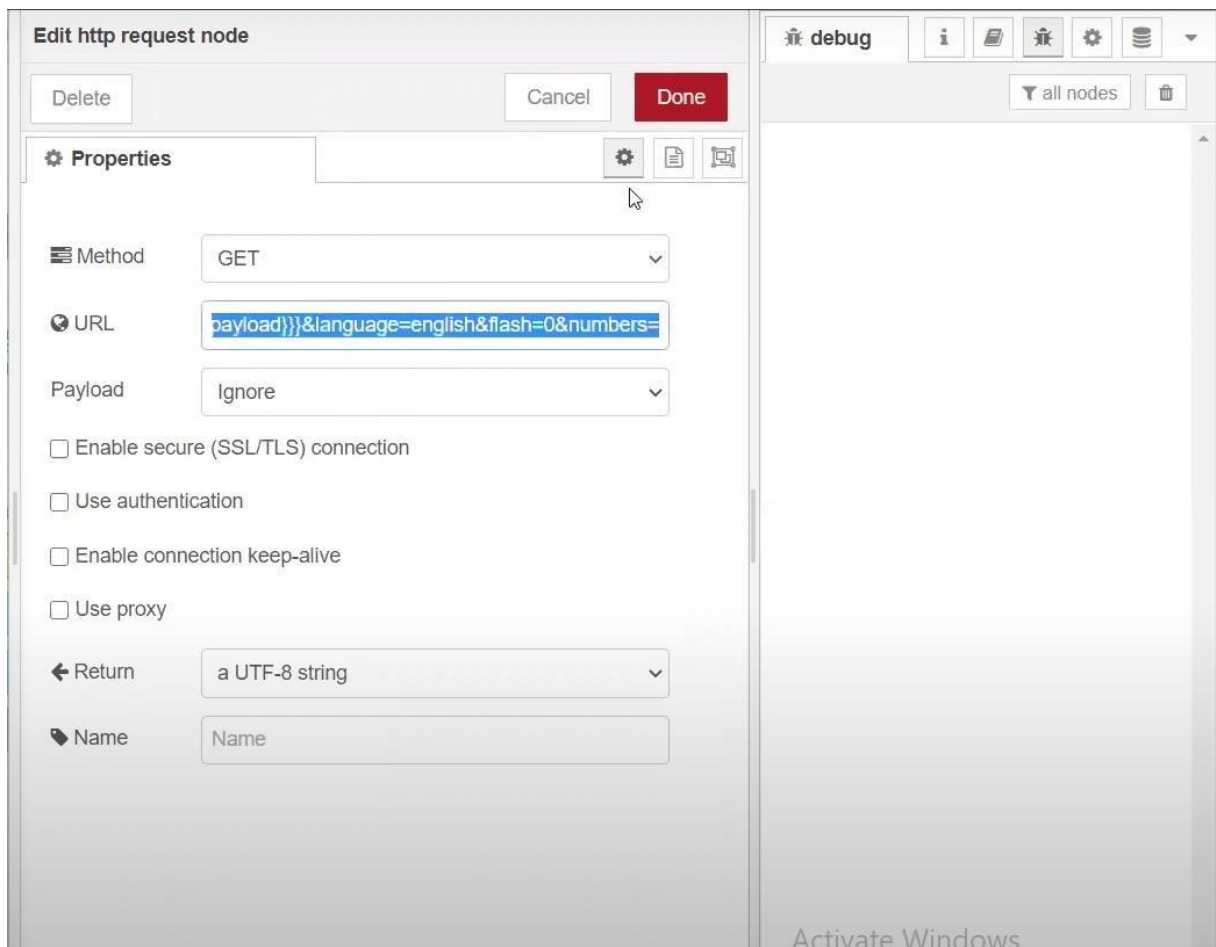 Edit http request node
debug
all nodes
Delete
Cancel
Done
Properties
Method
GET
URL
payload}}}&language=english&flash=0&numbers=
Payload
Ignore
Enable secure (SSL/TLS) connection
Use authentication
Enable connection keep-alive
Use proxy
Return
a UTF-8 string
Name
Name
Activate Windows